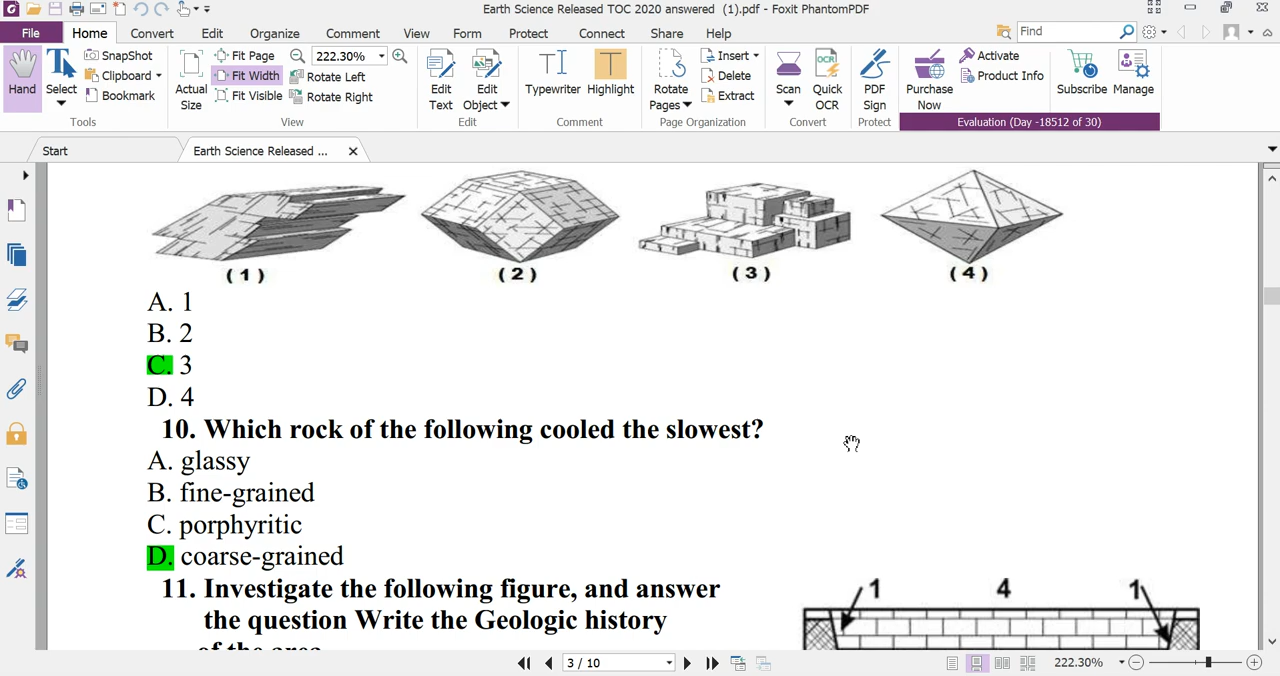 Earth Science Released TOC 2020 answered (1).pdf - Foxit PhantomPDF
File Home Convert Edit Organize Comment View Form Protect Connect Share Help Find
Hand
Select
SnapShot
Clipboard
Bookmark
Tools
Actual Size
Fit Page
Fit Width
Fit Visible
222.30%
Rotate Left
Rotate Right
View
Edit Text
Edit Object
Edit
Typewriter
Highlight
Comment
Rotate Pages
Insert
Delete
Extract
Page Organization
Scan
Quick OCR
Convert
PDF Sign
Protect
Purchase Now
Activate
Product Info
Subscribe
Manage
Evaluation (Day -18512 of 30)
Start
Earth Science Released ...
(1) (2) (3) (4)
A. 1
B. 2
C. 3
D. 4
10. Which rock of the following cooled the slowest?
A. glassy
B. fine-grained
C. porphyritic
D. coarse-grained
11. Investigate the following figure, and answer
the question Write the Geologic history
of the area
1 4 1
3 / 10
222.30%